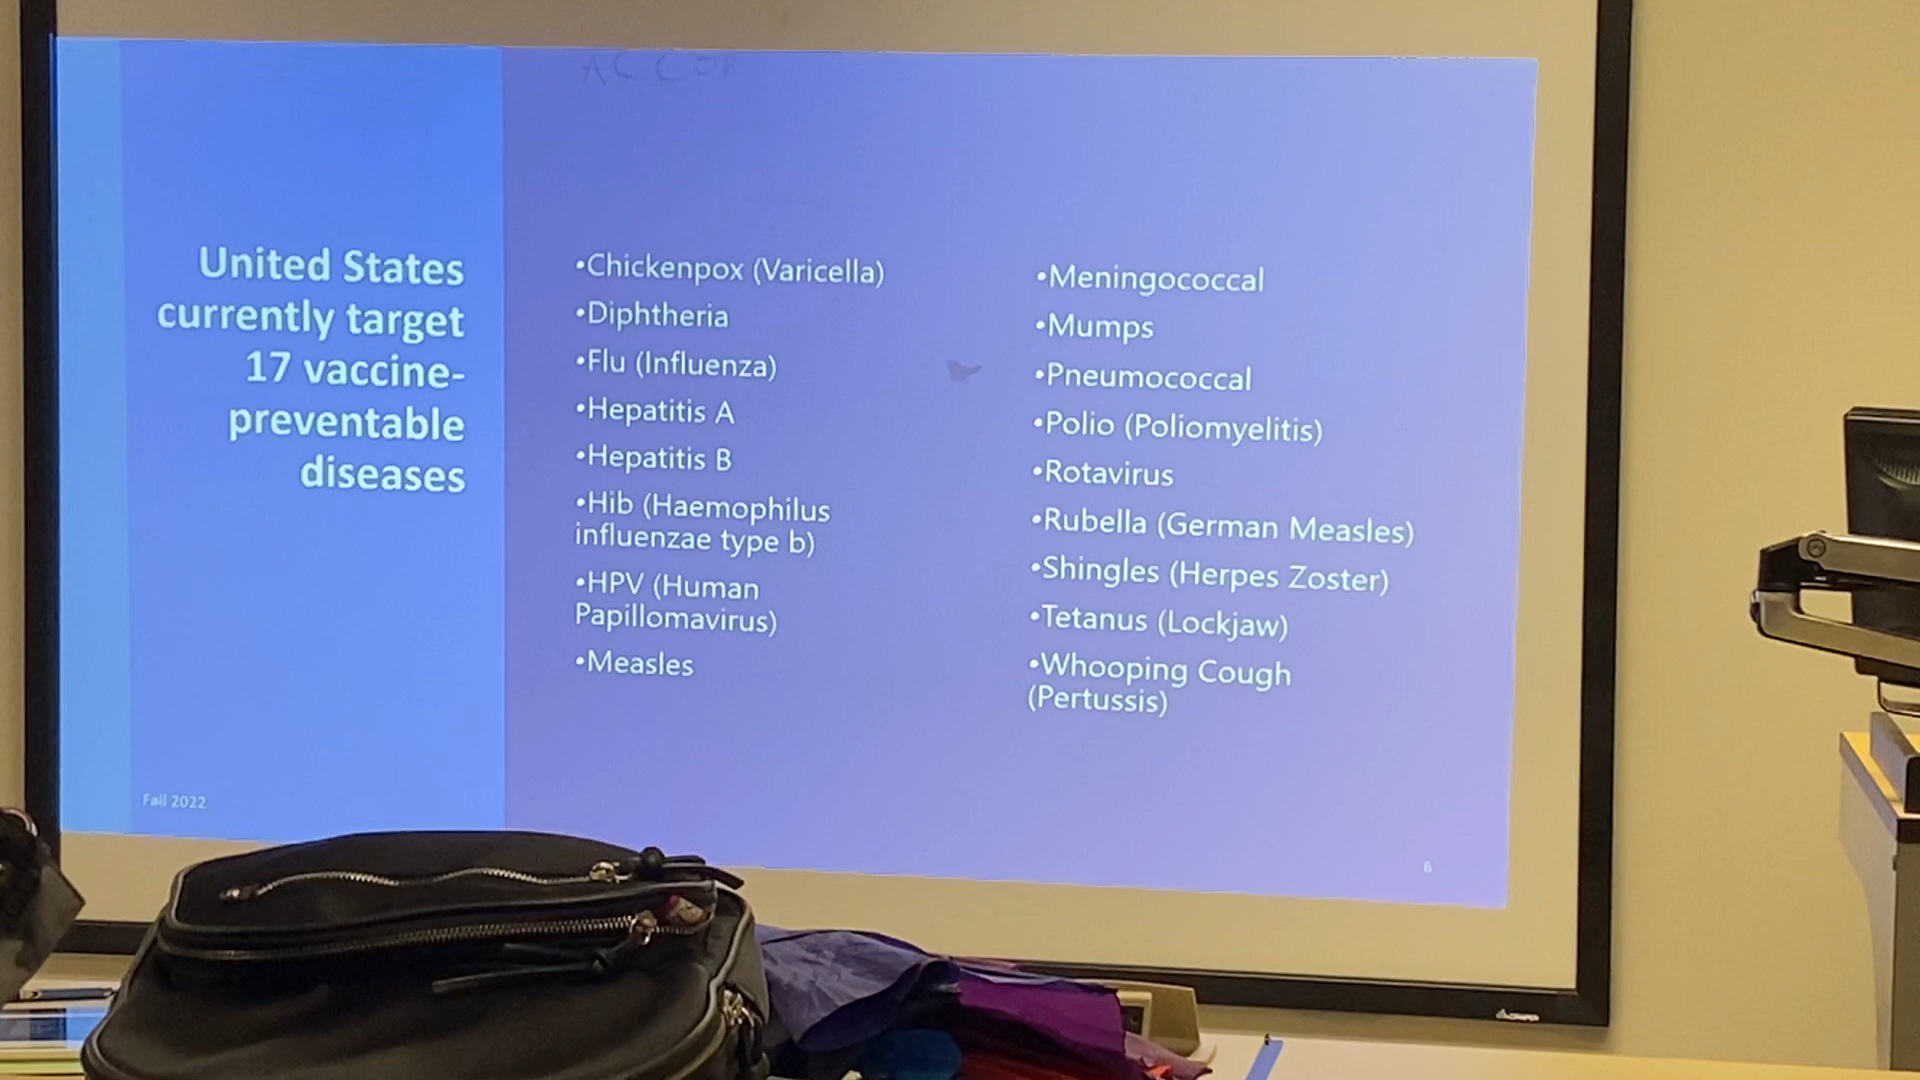 ACCOR
United States
currently target
17 vaccine-
preventable
diseases
•Chickenpox (Varicella)
•Diphtheria
•Flu (Influenza)
•Hepatitis A
•Hepatitis B
•Hib (Haemophilus
influenzae type b)
•HPV (Human
Papillomavirus)
•Measles
•Meningococcal
•Mumps
•Pneumococcal
•Polio (Poliomyelitis)
•Rotavirus
•Rubella (German Measles)
•Shingles (Herpes Zoster)
•Tetanus (Lockjaw)
•Whooping Cough
(Pertussis)
Fall 2022
6